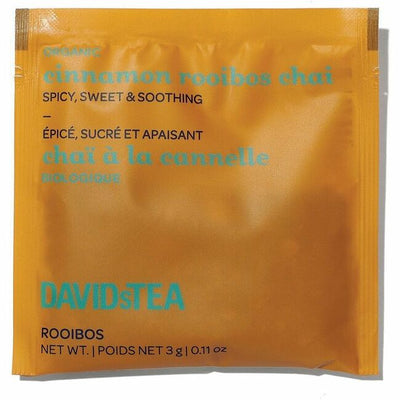 ORGANIC
cinnamon rooibos chai
SPICY, SWEET & SOOTHING
–
ÉPICÉ, SUCRÉ ET APAISANT
chaï à la cannelle
BIOLOGIQUE
DAVIDsTEA
ROOIBOS
NET WT. | POIDS NET 3 g | 0.11 oz